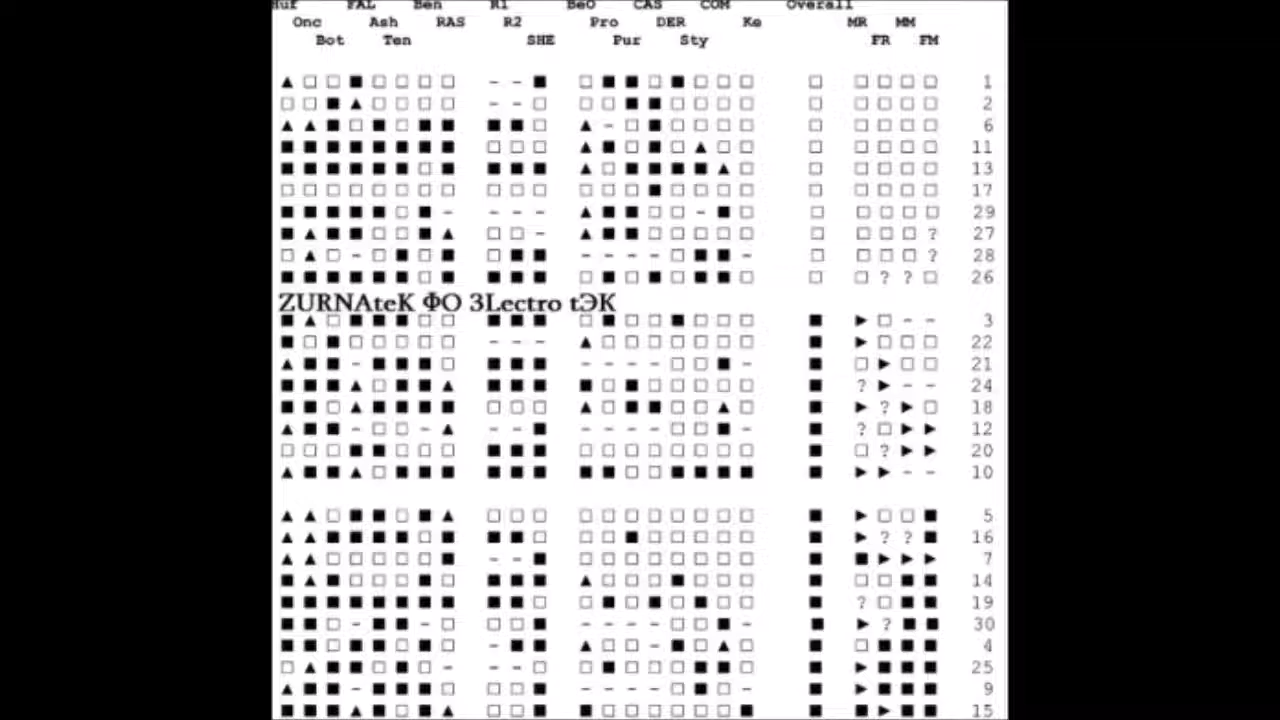 Huf FAL Ben R1 BeO CAS COM Overall
Onc Ash RAS R2 Pro DER Ke MR MM
Bot Ten SHE Pur Sty FR FM
▲ □ □ ■ □ □ □ □ - - ■ □ ■ ■ □ ■ □ □ □ □ □ □ □ □ 1
□ □ ■ ▲ □ □ □ □ - - □ □ □ ■ ■ □ □ □ □ □ □ □ □ □ 2
▲ ▲ ■ □ ■ □ ■ ■ ■ ■ □ ▲ - □ ■ □ □ □ □ □ □ □ □ □ 6
■ ■ ■ ■ ■ ■ ■ ■ □ □ □ ▲ ■ □ ■ □ ▲ □ □ □ □ □ □ □ 11
■ ■ ■ ■ ■ ■ □ ■ ■ ■ ■ ▲ □ ■ ■ ■ ■ ▲ □ □ □ □ □ □ 13
□ □ □ □ □ □ □ □ □ □ □ □ □ □ ■ □ □ □ □ □ □ □ □ □ 17
■ ■ ■ ■ ■ □ ■ - - - - ▲ ■ ■ □ □ - ■ □ □ □ □ □ □ 29
■ ▲ ■ ■ □ □ ■ ▲ □ □ - ▲ ■ ■ □ □ □ □ □ □ □ □ □ ? 27
□ ▲ □ - □ ■ □ ■ □ ■ ■ - - - - □ ■ ■ - □ □ □ □ ? 28
■ ■ ■ ■ ■ ■ □ ■ ■ ■ ■ □ ■ □ ■ □ ■ ■ □ □ □ ? ? □ 26
ZURNAteK ФО 3Lectro tЭK
■ ▲ □ ■ ■ ■ □ □ ■ ■ ■ □ ■ □ □ ■ □ □ □ ■ ► □ - - 3
■ □ ■ □ □ □ □ □ - - - ▲ □ □ □ □ □ □ □ ■ ► □ □ □ 22
▲ ■ ■ - ■ ■ ■ □ ■ ■ ■ - - - - □ □ ■ - ■ □ ► □ □ 21
■ ■ ■ ▲ □ ■ ■ ▲ ■ ■ ■ ■ □ ■ □ □ □ □ □ ■ ? ► - - 24
■ ■ □ ▲ ■ ■ ■ ■ □ □ □ ▲ □ ■ ■ □ □ ▲ □ ■ ► ? ► □ 18
▲ ■ ■ - □ □ - ▲ - - ■ - - - - □ □ ■ - ■ ? □ ► ► 12
□ □ □ ■ ■ □ □ □ ■ ■ ■ □ □ □ □ □ □ □ □ ■ □ ? ► ► 20
▲ ■ ■ ▲ □ ■ ■ ■ ■ ■ ■ ■ ■ □ □ ■ ■ ■ ■ ■ ► ► - - 10
▲ ▲ □ ■ ■ □ ■ ▲ □ □ □ □ □ □ □ □ □ □ □ ■ ► □ □ ■ 5
▲ ▲ ■ ■ ■ ■ □ ■ ■ ■ □ □ □ ■ □ □ □ □ □ ■ ► ? ? ■ 16
▲ ▲ □ □ □ □ □ ■ - - ■ □ □ □ □ □ □ □ □ ■ ■ ► ► ► 7
■ ▲ ■ □ □ □ ■ □ ■ ■ ■ ▲ □ □ □ ■ □ □ □ ■ □ □ ■ ■ 14
■ ■ ■ ■ ■ ■ ■ ■ ■ ■ □ □ ■ □ ■ □ ■ □ □ ■ ? □ ■ ■ 19
■ ■ □ - ■ ■ - □ □ □ ■ - - - - □ □ ■ - ■ ► ? ■ ■ 30
■ ■ □ ■ ■ □ ■ □ - ■ ■ ▲ □ □ - ■ □ ▲ □ ■ □ ■ ■ ■ 4
□ ▲ ■ ■ □ ■ □ - - - □ □ ■ □ □ □ ■ ■ □ ■ ► ■ ■ ■ 25
▲ ■ ■ - ■ ■ ■ □ □ □ ■ - - - - □ ■ □ - ■ ► ■ ■ ■ 9
■ ■ ■ ▲ ■ □ ■ ▲ □ □ ■ ■ □ □ □ □ □ □ ■ ■ ■ ► ■ ■ 15